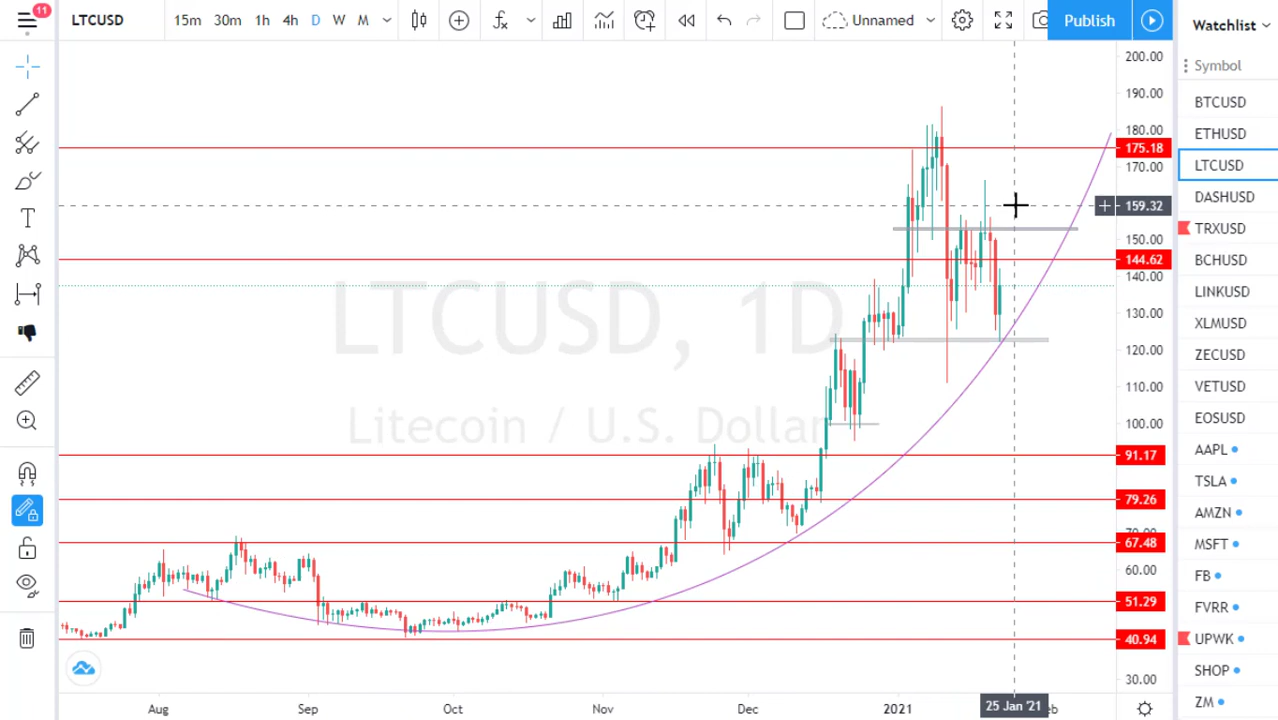 11
LTCUSD
15m 30m 1h 4h D W M
Unnamed
Publish
Watchlist
Symbol
BTCUSD
ETHUSD
LTCUSD
DASHUSD
TRXUSD
BCHUSD
LINKUSD
XLMUSD
ZECUSD
VETUSD
EOSUSD
AAPL
TSLA
AMZN
MSFT
FB
FVRR
UPWK
SHOP
ZM
200.00
190.00
180.00
175.18
170.00
159.32
150.00
144.62
140.00
130.00
120.00
110.00
100.00
91.17
79.26
70.00
67.48
60.00
51.29
40.94
30.00
LTCUSD, 1D
Litecoin / U.S. Dollar
Aug Sep Oct Nov Dec 2021 25 Jan '21